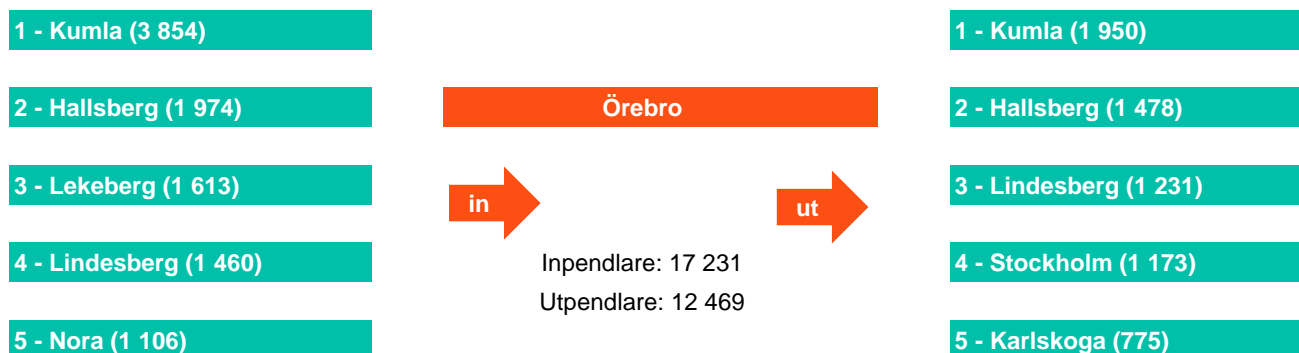 1 - Kumla (3 854)
2 - Hallsberg (1 974)
3 - Lekeberg (1 613)
4 - Lindesberg (1 460)
5 - Nora (1 106)
Örebro
in
ut
Inpendlare: 17 231
Utpendlare: 12 469
1 - Kumla (1 950)
2 - Hallsberg (1 478)
3 - Lindesberg (1 231)
4 - Stockholm (1 173)
5 - Karlskoga (775)